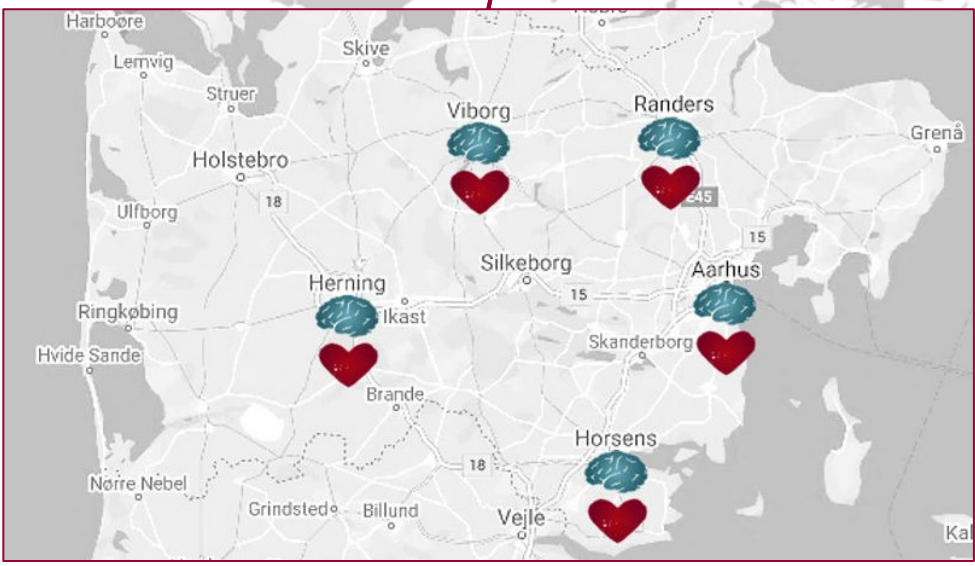 Harboøre
Lemvig
Struer
Skive
Viborg
Randers
Grenå
Holstebro
18
E45
Ulfborg
15
Silkeborg
Aarhus
Herning
15
Ringkøbing
Ikast
Skanderborg
Hvide Sande
Brande
Horsens
18
Nørre Nebel
Grindsted
Billund
Vejle